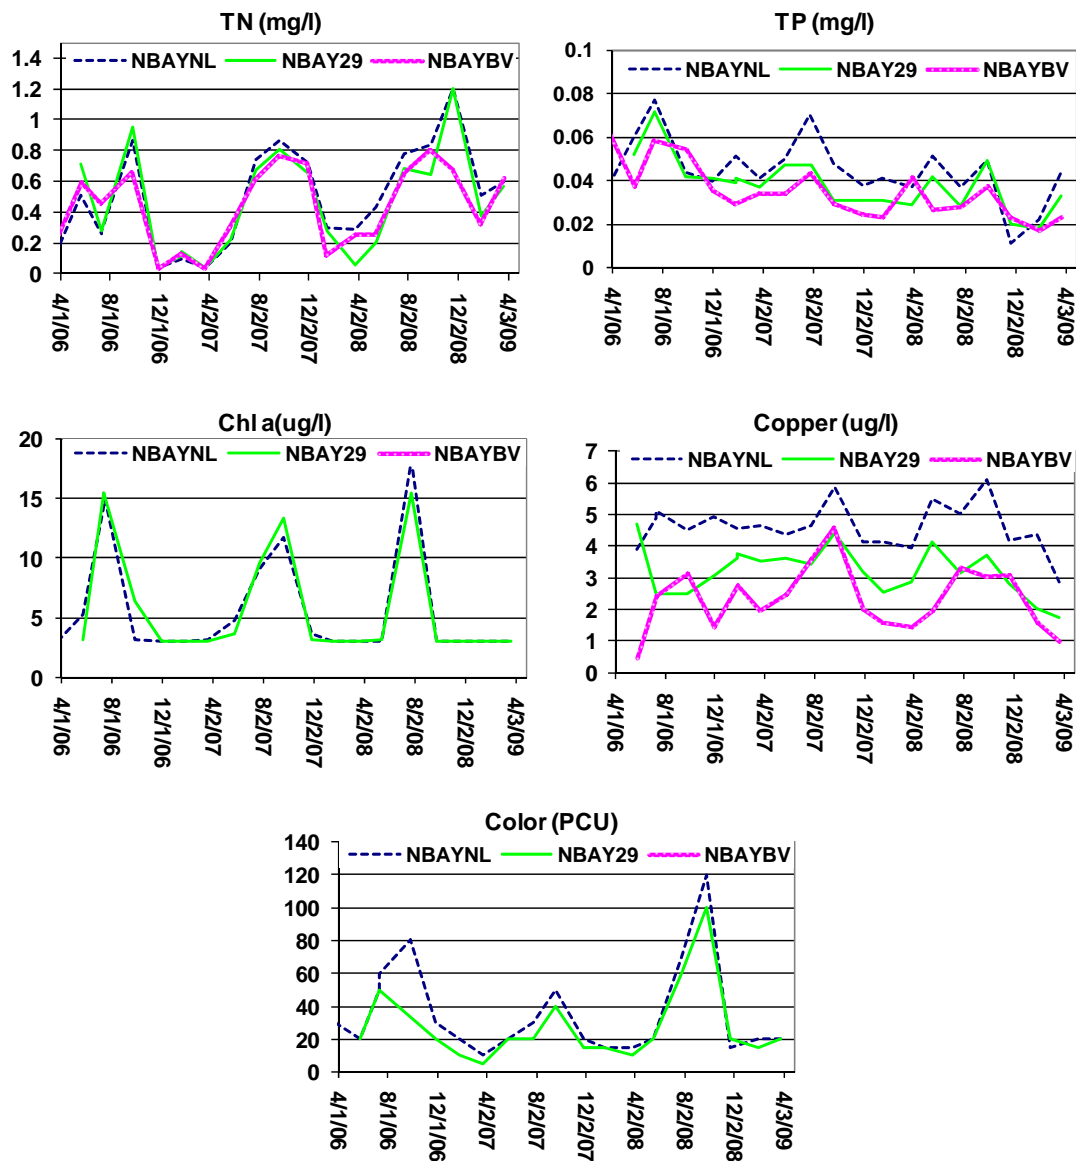 TN (mg/l)
NBAYNL NBAY29 NBAYBV
1.4
1.2
1
0.8
0.6
0.4
0.2
0
4/1/06 8/1/06 12/1/06 4/2/07 8/2/07 12/2/07 4/2/08 8/2/08 12/2/08 4/3/09
TP (mg/l)
NBAYNL NBAY29 NBAYBV
0.1
0.08
0.06
0.04
0.02
0
4/1/06 8/1/06 12/1/06 4/2/07 8/2/07 12/2/07 4/2/08 8/2/08 12/2/08 4/3/09
Chl a(ug/l)
NBAYNL NBAY29 NBAYBV
20
15
10
5
0
4/1/06 8/1/06 12/1/06 4/2/07 8/2/07 12/2/07 4/2/08 8/2/08 12/2/08 4/3/09
Copper (ug/l)
NBAYNL NBAY29 NBAYBV
7
6
5
4
3
2
1
0
4/1/06 8/1/06 12/1/06 4/2/07 8/2/07 12/2/07 4/2/08 8/2/08 12/2/08 4/3/09
Color (PCU)
NBAYNL NBAY29 NBAYBV
140
120
100
80
60
40
20
0
4/1/06 8/1/06 12/1/06 4/2/07 8/2/07 12/2/07 4/2/08 8/2/08 12/2/08 4/3/09